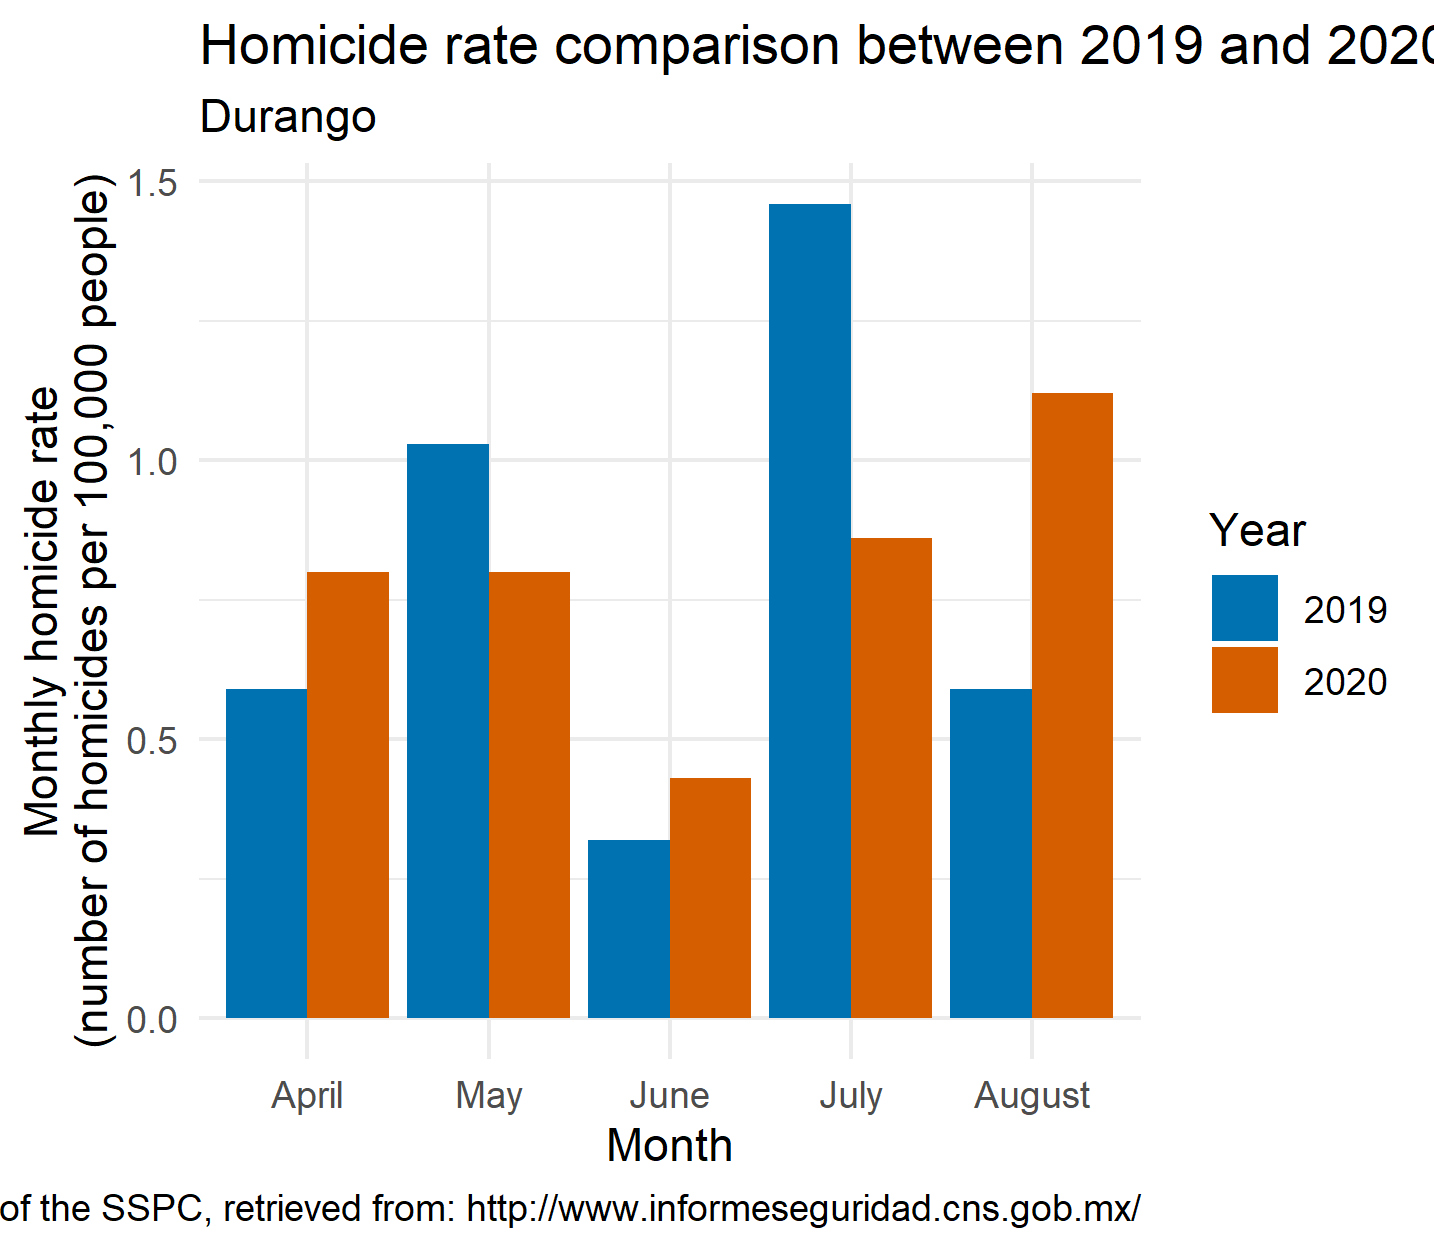 Homicide rate comparison between 2019 and 2020
Durango
Monthly homicide rate
(number of homicides per 100,000 people)
1.5
1.0
0.5
0.0
April
May
June
July
August
Month
Year
2019
2020
of the SSPC, retrieved from: http://www.informeseguridad.cns.gob.mx/